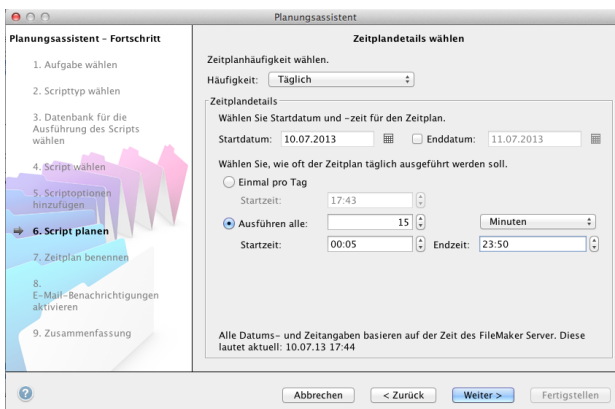 Planungsassistent
Planungsassistent – Fortschritt
1. Aufgabe wählen
2. Scripttyp wählen
3. Datenbank für die
Ausführung des Scripts
wählen
4. Script wählen
5. Scriptoptionen
hinzufügen
6. Script planen
7. Zeitplan benennen
8.
E-Mail-Benachrichtigungen
aktivieren
9. Zusammenfassung
Zeitplandetails wählen
Zeitplanhäufigkeit wählen.
Häufigkeit: Täglich
Zeitplandetails
Wählen Sie Startdatum und -zeit für den Zeitplan.
Startdatum: 10.07.2013 Enddatum: 11.07.2013
Wählen Sie, wie oft der Zeitplan täglich ausgeführt werden soll.
Einmal pro Tag
Startzeit: 17:43
Ausführen alle: 15 Minuten
Startzeit: 00:05 Endzeit: 23:50
Alle Datums- und Zeitangaben basieren auf der Zeit des FileMaker Server. Diese
lautet aktuell: 10.07.13 17:44
? Abbrechen < Zurück Weiter > Fertigstellen